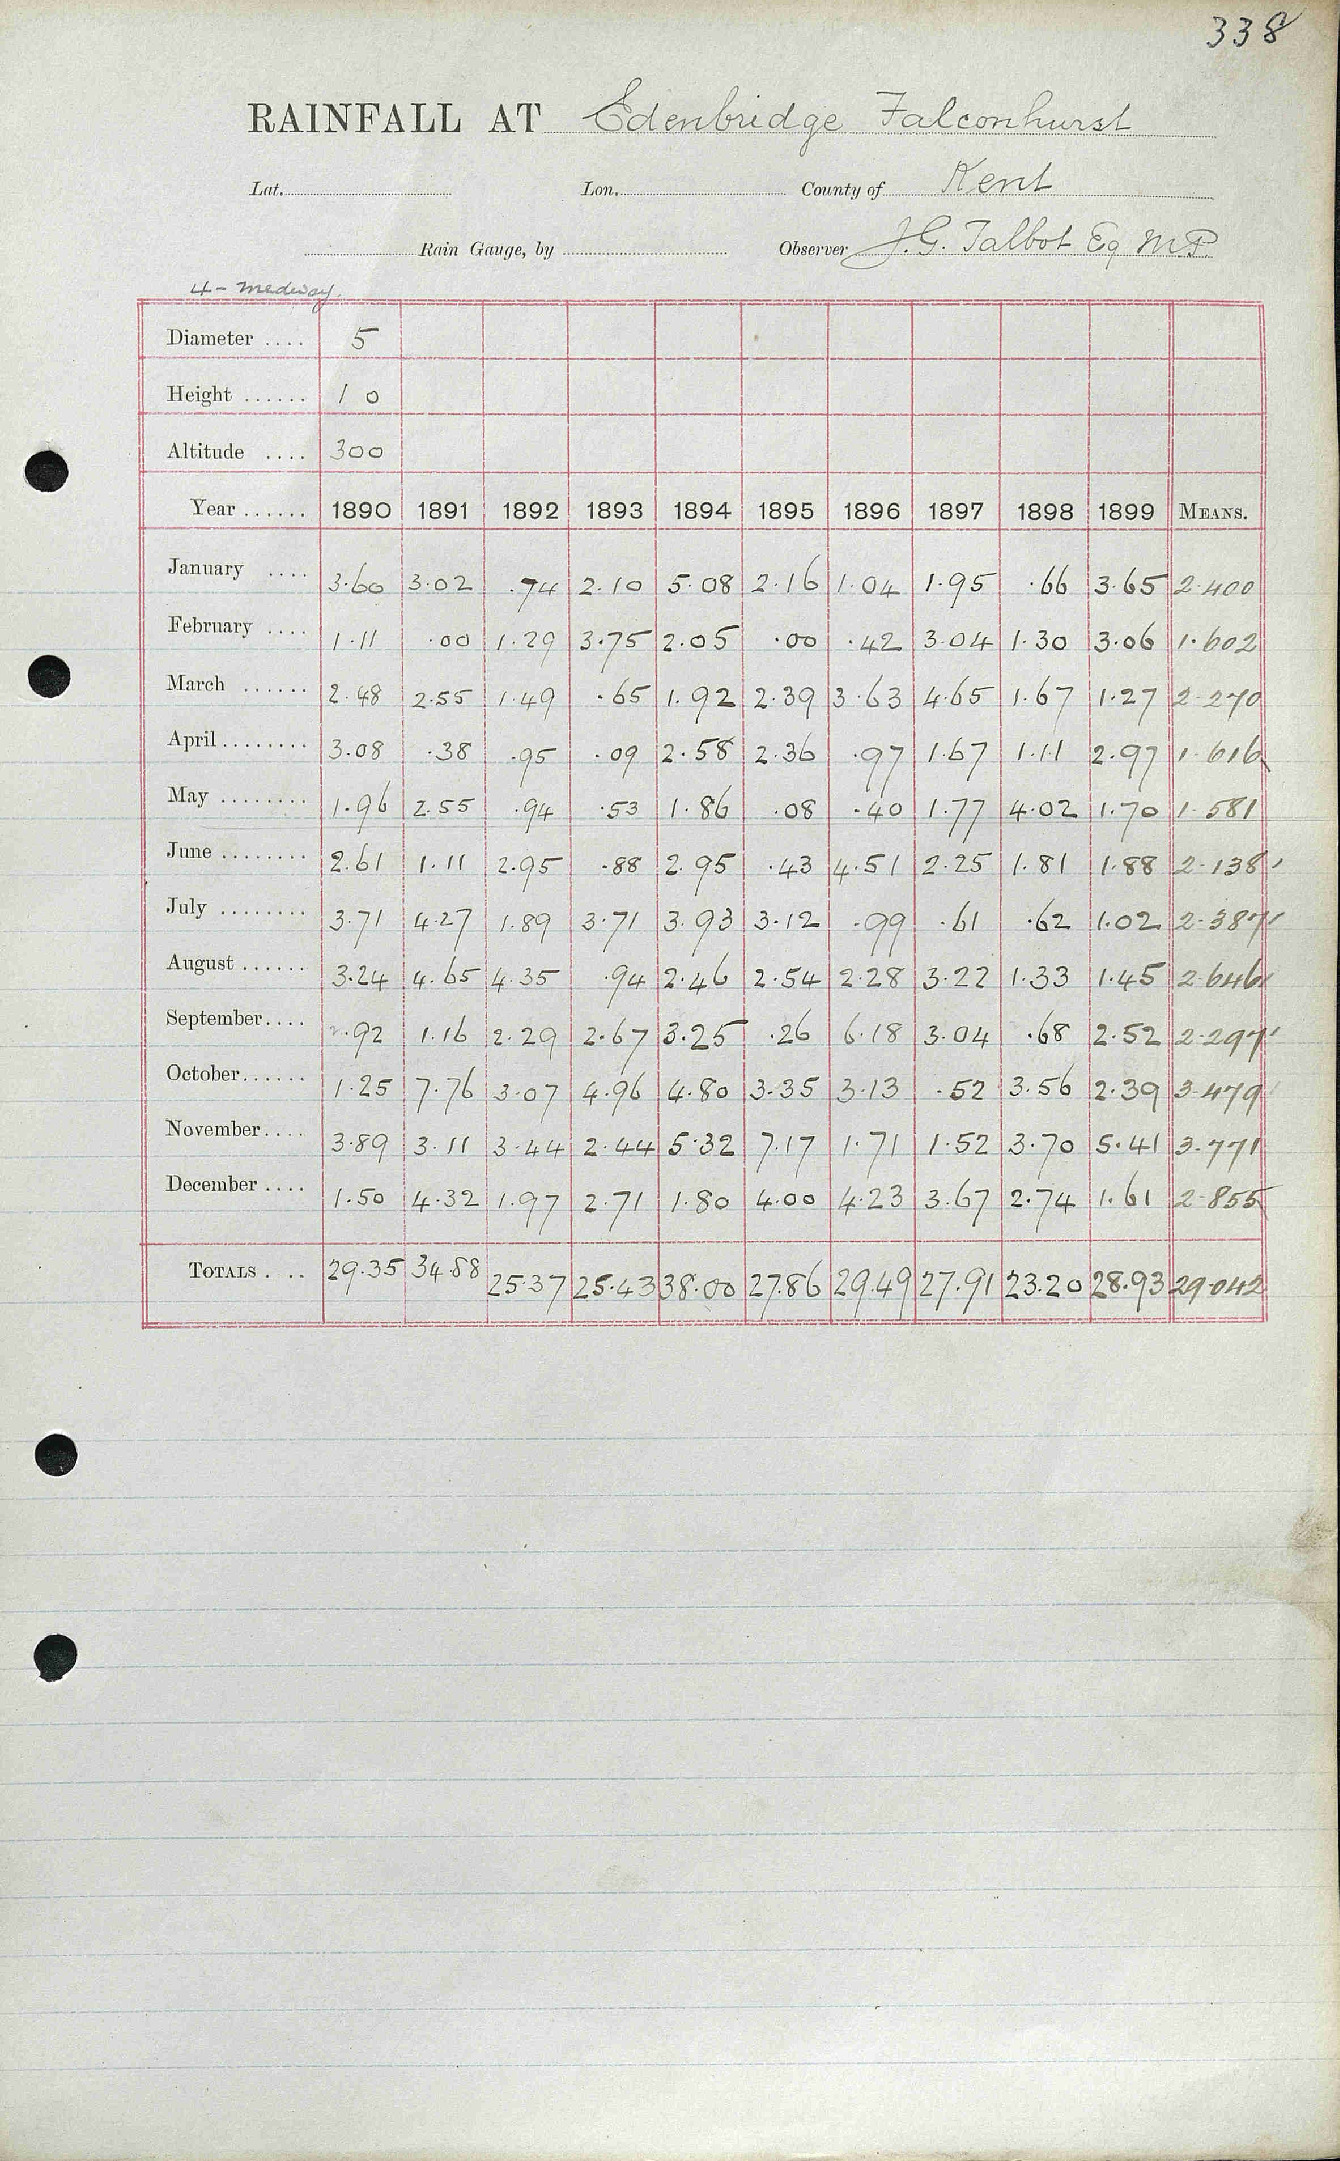 338
RAINFALL AT Edenbridge Falconhurst
Lat. Lon. County of Kent
Rain Gauge, by Observer J.G. Talbot Eq M.P.
4 - Medway.
Diameter .... 5
Height ...... 1 0
Altitude .... 300
Year ...... 1890 1891 1892 1893 1894 1895 1896 1897 1898 1899 MEANS.
January .... 3.60 3.02 .74 2.10 5.08 2.16 1.04 1.95 .66 3.65 2.400
February .... 1.11 .00 1.29 3.75 2.05 .00 .42 3.04 1.30 3.06 1.602
March ...... 2.48 2.55 1.49 .65 1.92 2.39 3.63 4.65 1.67 1.27 2.270
April ........ 3.08 .38 .95 .09 2.58 2.36 .97 1.67 1.11 2.97 1.616
May ........ 1.96 2.55 .94 .53 1.86 .08 .40 1.77 4.02 1.70 1.581
June ........ 2.61 1.11 2.95 .88 2.95 .43 4.51 2.25 1.81 1.88 2.138
July ........ 3.71 4.27 1.89 3.71 3.93 3.12 .99 .61 .62 1.02 2.387
August ...... 3.24 4.65 4.35 .94 2.46 2.54 2.28 3.22 1.33 1.45 2.646
September.... .92 1.16 2.29 2.67 3.25 .26 6.18 3.04 .68 2.52 2.297
October ...... 1.25 7.76 3.07 4.96 4.80 3.35 3.13 .52 3.56 2.39 3.479
November.... 3.89 3.11 3.44 2.44 5.32 7.17 1.71 1.52 3.70 5.41 3.771
December .... 1.50 4.32 1.97 2.71 1.80 4.00 4.23 3.67 2.74 1.61 2.855
TOTALS . .. 29.35 34.88 25.37 25.43 38.00 27.86 29.49 27.91 23.20 28.93 29.042